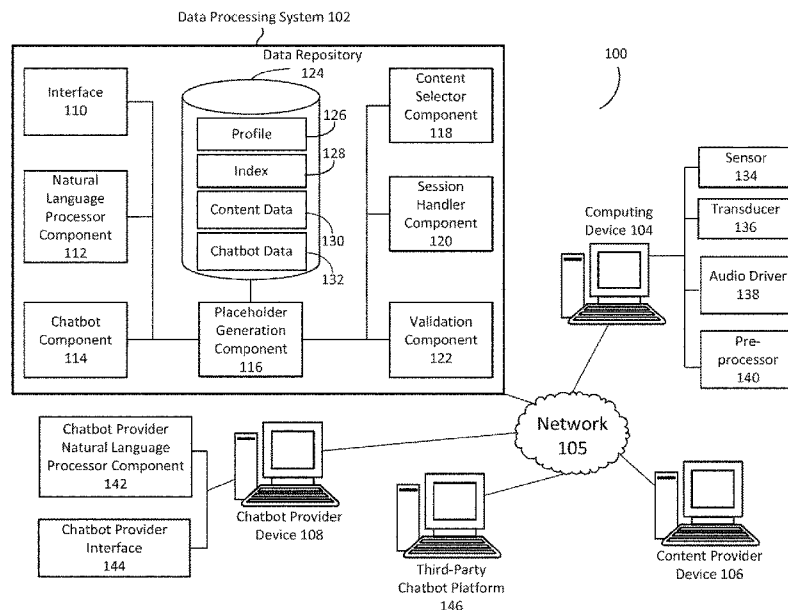 Data Processing System 102
Data Repository
124
100
Interface
110
Profile
126
Index
128
Content Data
130
Chatbot Data
132
Content
Selector
Component
118
Natural
Language
Processor
Component
112
Session
Handler
Component
120
Chatbot
Component
114
Placeholder
Generation
Component
116
Validation
Component
122
Computing
Device 104
Sensor
134
Transducer
136
Audio Driver
138
Pre-
processor
140
Network
105
Chatbot Provider
Natural Language
Processor Component
142
Chatbot Provider
Interface
144
Chatbot Provider
Device 108
Third-Party
Chatbot Platform
146
Content Provider
Device 106